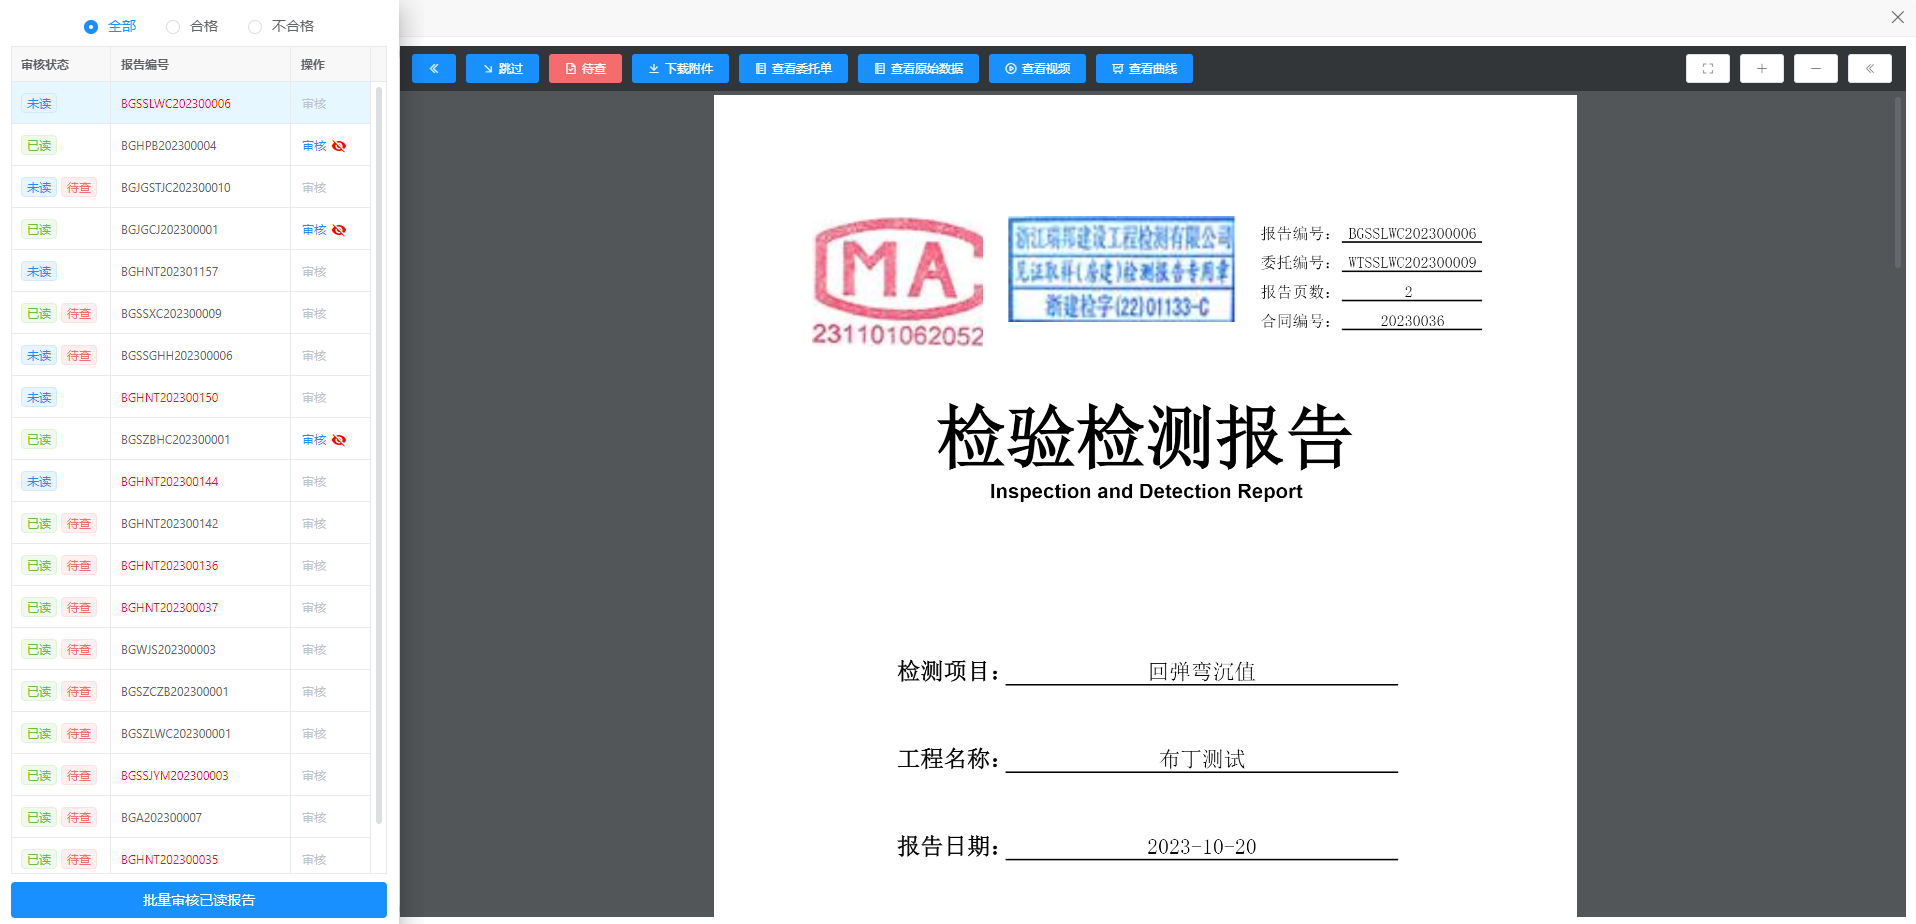 全部 合格 不合格
审核状态 报告编号 操作
未读 BGSSLWC202300006 审核
已读 BGHPB202300004 审核
未读 待查 BGJGSTJC202300010 审核
已读 BGJGCJ202300001 审核
未读 BGHNT202301157 审核
已读 待查 BGSSXC202300009 审核
未读 待查 BGSSGHH202300006 审核
未读 BGHNT202300150 审核
已读 BGSZBHC202300001 审核
未读 BGHNT202300144 审核
已读 待查 BGHNT202300142 审核
已读 待查 BGHNT202300136 审核
已读 待查 BGHNT202300037 审核
已读 待查 BGWJS202300003 审核
已读 待查 BGSZCZB202300001 审核
已读 待查 BGSZLWC202300001 审核
已读 待查 BGSSJYM202300003 审核
已读 待查 BGA202300007 审核
已读 待查 BGHNT202300035 审核
批量审核已读报告
跳过 待查 下载附件 查看委托单 查看原始数据 查看视频 查看曲线
MA
231101062052
浙江瑞邦建设工程检测有限公司
见证取样(房建)检测报告专用章
浙建检字(22)01133-C
报告编号: BGSSLWC202300006
委托编号: WTSSLWC202300009
报告页数: 2
合同编号: 20230036
检验检测报告
Inspection and Detection Report
检测项目: 回弹弯沉值
工程名称: 布丁测试
报告日期: 2023-10-20